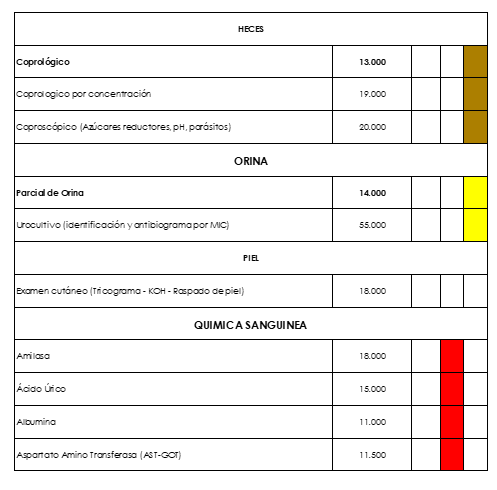 HECES
Coprológico 13.000
Coprologico por concentración 19.000
Coproscópico (Azúcares reductores, pH, parásitos) 20.000
ORINA
Parcial de Orina 14.000
Urocultivo (identificación y antibiograma por MIC) 55.000
PIEL
Examen cutáneo (Tricograma - KOH - Raspado de piel) 18.000
QUIMICA SANGUINEA
Amilasa 18.000
Ácido Úrico 15.000
Albumina 11.000
Aspartato Amino Transferasa (AST-GOT) 11.500